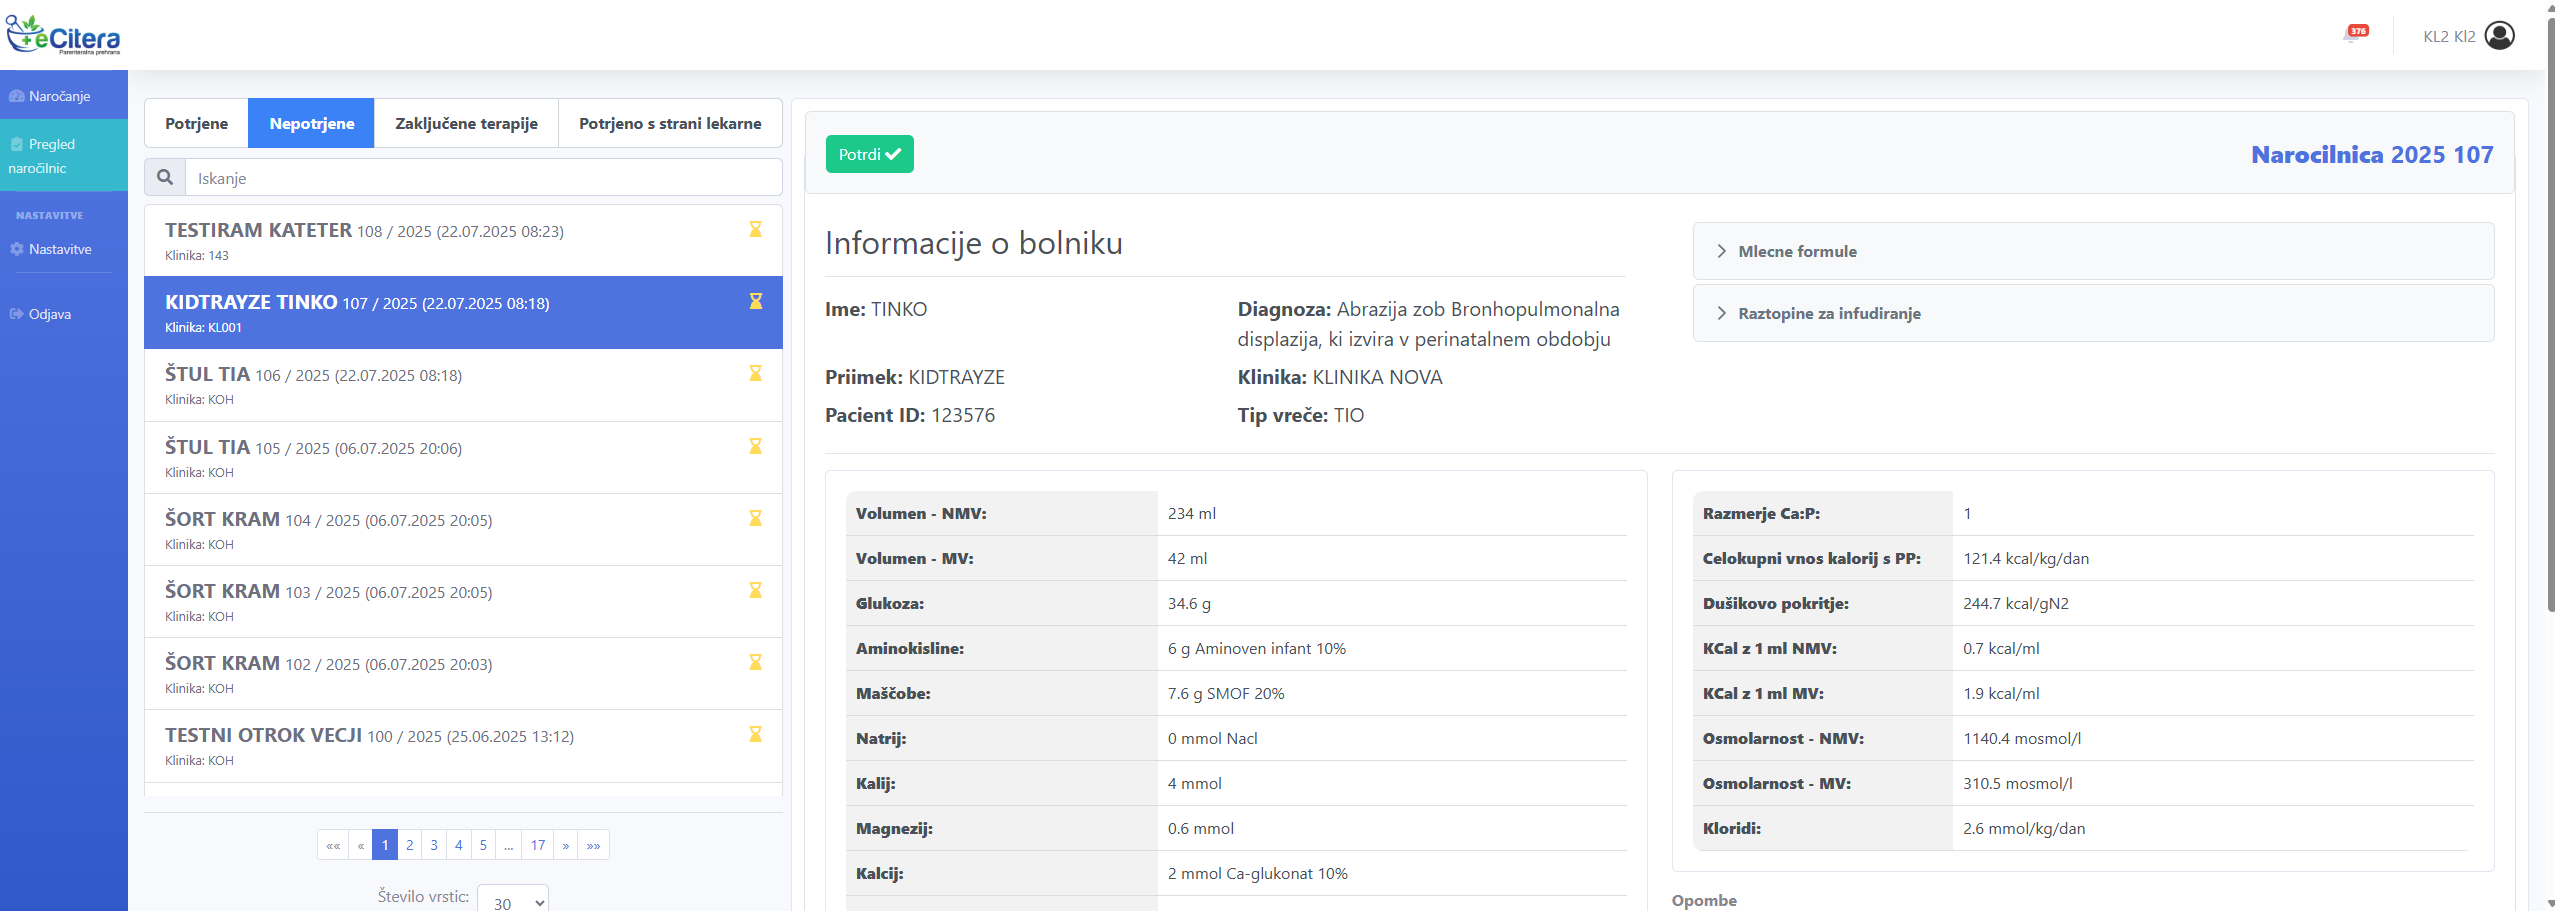 eCitera
Parenteralna prehrana
376
KL2 Kl2
Naročanje
Pregled
naročilnic
NASTAVITVE
Nastavitve
Odjava
Potrjene
Nepotrjene
Zaključene terapije
Potrjeno s strani lekarne
Iskanje
TESTIRAM KATETER 108 / 2025 (22.07.2025 08:23)
Klinika: 143
KIDTRAYZE TINKO 107 / 2025 (22.07.2025 08:18)
Klinika: KL001
ŠTUL TIA 106 / 2025 (22.07.2025 08:18)
Klinika: KOH
ŠTUL TIA 105 / 2025 (06.07.2025 20:06)
Klinika: KOH
ŠORT KRAM 104 / 2025 (06.07.2025 20:05)
Klinika: KOH
ŠORT KRAM 103 / 2025 (06.07.2025 20:05)
Klinika: KOH
ŠORT KRAM 102 / 2025 (06.07.2025 20:03)
Klinika: KOH
TESTNI OTROK VECJI 100 / 2025 (25.06.2025 13:12)
Klinika: KOH
«« « 1 2 3 4 5 ... 17 » »»
Število vrstic: 30
Potrdi
Narocilnica 2025 107
Informacije o bolniku
Ime: TINKO
Diagnoza: Abrazija zob Bronhopulmonalna
displazija, ki izvira v perinatalnem obdobju
Priimek: KIDTRAYZE
Klinika: KLINIKA NOVA
Pacient ID: 123576
Tip vreče: TIO
Mlecne formule
Raztopine za infudiranje
Volumen - NMV: 234 ml
Volumen - MV: 42 ml
Glukoza: 34.6 g
Aminokisline: 6 g Aminoven infant 10%
Maščobe: 7.6 g SMOF 20%
Natrij: 0 mmol Nacl
Kalij: 4 mmol
Magnezij: 0.6 mmol
Kalcij: 2 mmol Ca-glukonat 10%
Razmerje Ca:P: 1
Celokupni vnos kalorij s PP: 121.4 kcal/kg/dan
Dušikovo pokritje: 244.7 kcal/gN2
KCal z 1 ml NMV: 0.7 kcal/ml
KCal z 1 ml MV: 1.9 kcal/ml
Osmolarnost - NMV: 1140.4 mosmol/l
Osmolarnost - MV: 310.5 mosmol/l
Kloridi: 2.6 mmol/kg/dan
Opombe